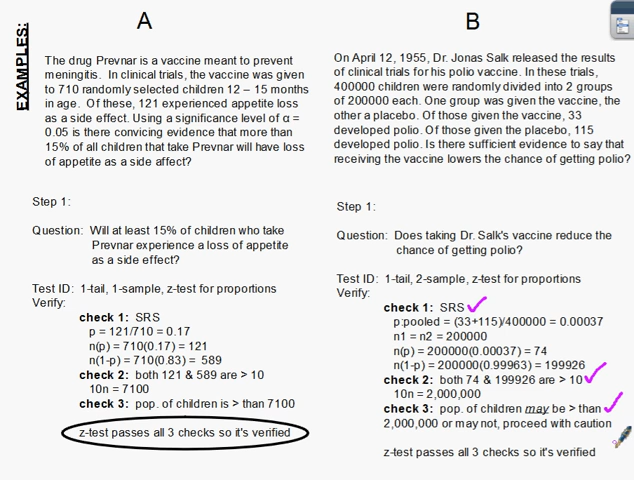 EXAMPLES:
A
The drug Prevnar is a vaccine meant to prevent
meningitis. In clinical trials, the vaccine was given
to 710 randomly selected children 12 – 15 months
in age. Of these, 121 experienced appetite loss
as a side effect. Using a significance level of α =
0.05 is there convicing evidence that more than
15% of all children that take Prevnar will have loss
of appetite as a side affect?
Step 1:
Question: Will at least 15% of children who take
Prevnar experience a loss of appetite
as a side effect?
Test ID: 1-tail, 1-sample, z-test for proportions
Verify:
check 1: SRS
p = 121/710 = 0.17
n(p) = 710(0.17) = 121
n(1-p) = 710(0.83) = 589
check 2: both 121 & 589 are > 10
10n = 7100
check 3: pop. of children is > than 7100
z-test passes all 3 checks so it's verified
B
On April 12, 1955, Dr. Jonas Salk released the results
of clinical trials for his polio vaccine. In these trials,
400000 children were randomly divided into 2 groups
of 200000 each. One group was given the vaccine, the
other a placebo. Of those given the vaccine, 33
developed polio. Of those given the placebo, 115
developed polio. Is there sufficient evidence to say that
receiving the vaccine lowers the chance of getting polio?
Step 1:
Question: Does taking Dr. Salk's vaccine reduce the
chance of getting polio?
Test ID: 1-tail, 2-sample, z-test for proportions
Verify:
check 1: SRS
p:pooled = (33+115)/400000 = 0.00037
n1 = n2 = 200000
n(p) = 200000(0.00037) = 74
n(1-p) = 200000(0.99963) = 199926
check 2: both 74 & 199926 are > 10
10n = 2,000,000
check 3: pop. of children may be > than
2,000,000 or may not, proceed with caution
z-test passes all 3 checks so it's verified